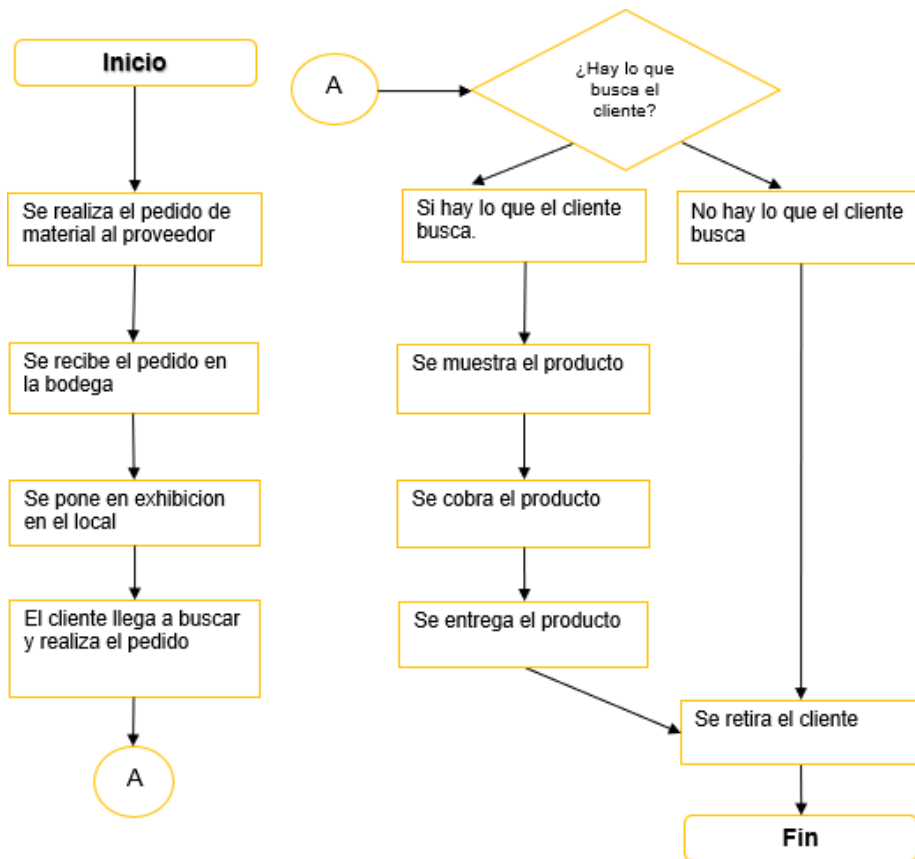 Inicio
Se realiza el pedido de
material al proveedor
Se recibe el pedido en
la bodega
Se pone en exhibicion
en el local
El cliente llega a buscar
y realiza el pedido
A
A
¿Hay lo que
busca el
cliente?
Si hay lo que el cliente
busca.
No hay lo que el cliente
busca
Se muestra el producto
Se cobra el producto
Se entrega el producto
Se retira el cliente
Fin